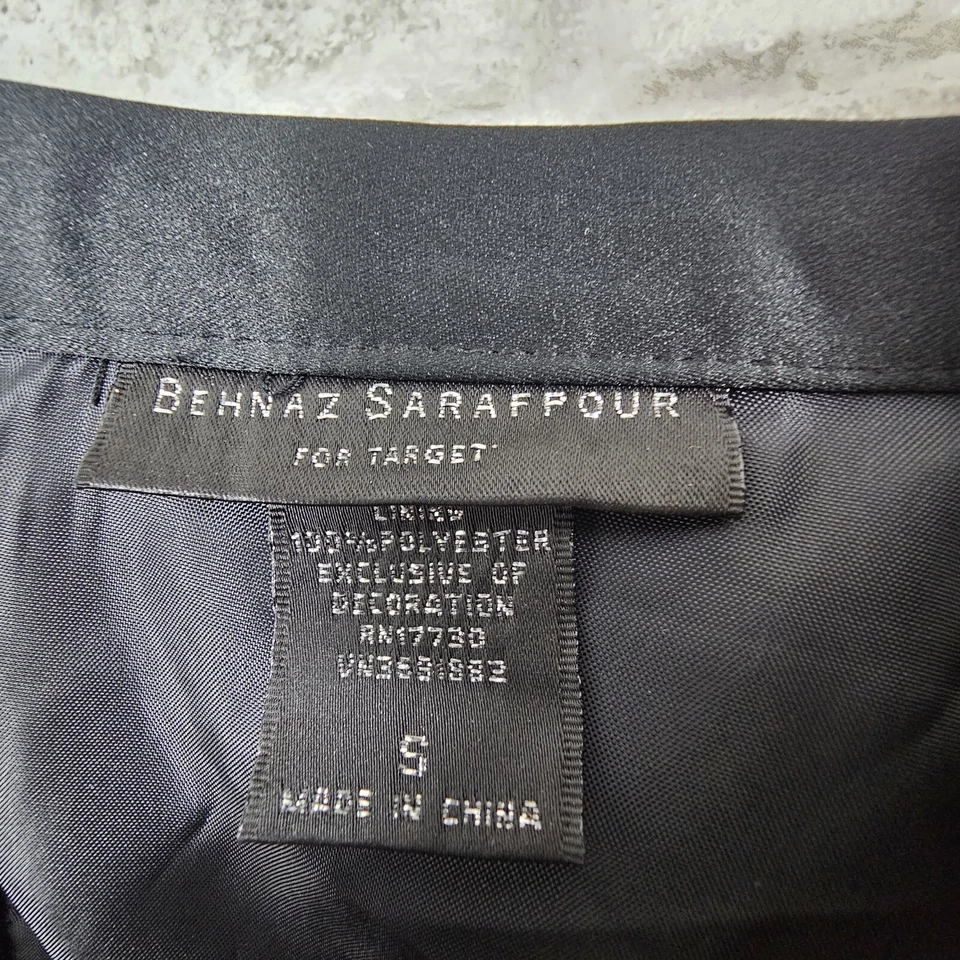 BEHNAZ SARAFPOUR
FOR TARGET
100% POLYESTER
EXCLUSIVE OF
DECORATION
RN17730
S
MADE IN CHINA